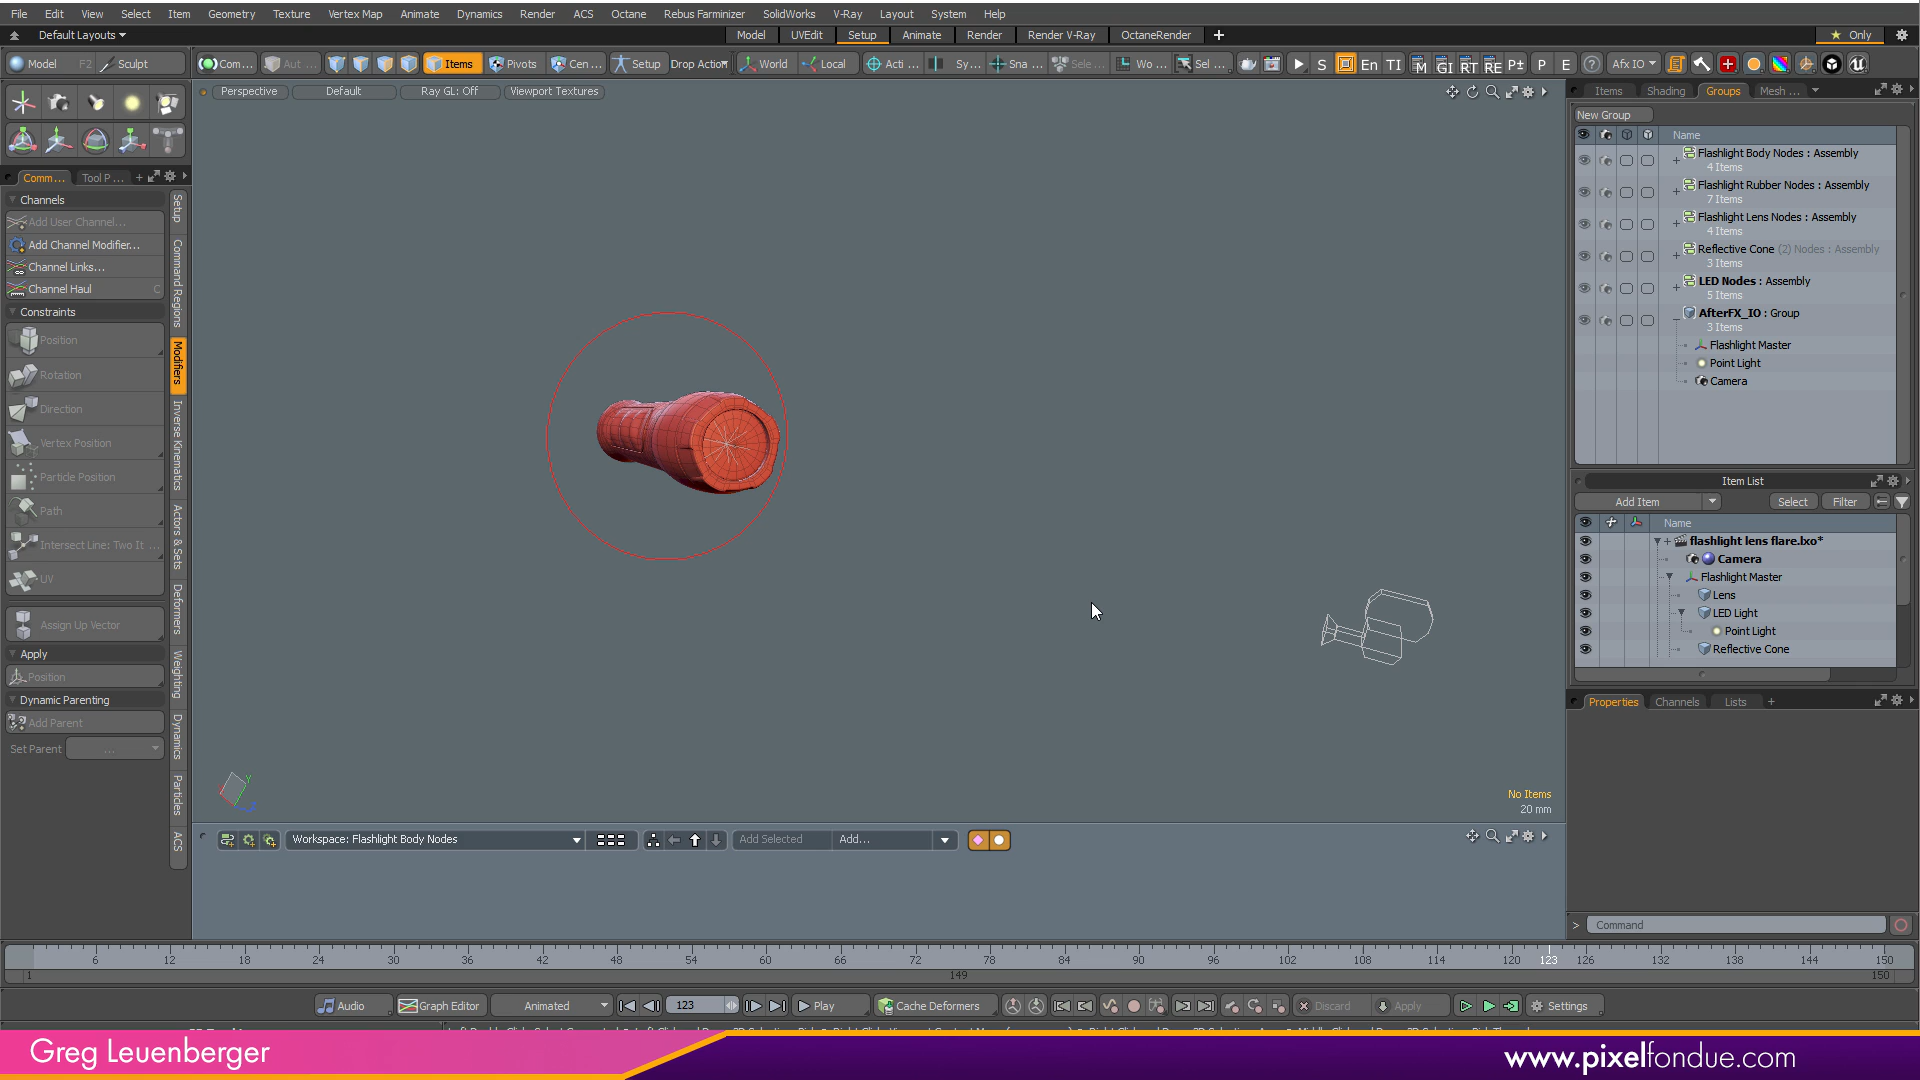 File Edit View Select Item Geometry Texture Vertex Map Animate Dynamics Render ACS Octane Rebus Farminizer SolidWorks V-Ray Layout System Help
Default Layouts
Model UVEdit Setup Animate Render Render V-Ray OctaneRender +
Only
Model F2 Sculpt
Com... Aut ... Items Pivots Cen ... Setup Drop Action World Local Acti ... Sy... Sna ... Sele ... Wo ... Sel ... S En TI M GI RT RE P± P E Afx IO
Perspective Default Ray GL: Off Viewport Textures
Items Shading Groups Mesh ...
New Group
Name
Flashlight Body Nodes : Assembly
4 Items
Flashlight Rubber Nodes : Assembly
7 Items
Flashlight Lens Nodes : Assembly
4 Items
Reflective Cone (2) Nodes : Assembly
3 Items
LED Nodes : Assembly
5 Items
AfterFX_IO : Group
3 Items
Flashlight Master
Point Light
Camera
Comm... Tool P ... +
Channels
Add User Channel...
Add Channel Modifier...
Channel Links...
Channel Haul C
Constraints
Position
Rotation
Direction
Vertex Position
Particle Position
Path
Intersect Line: Two It ...
UV
Assign Up Vector
Apply
Position
Dynamic Parenting
Add Parent
Set Parent ...
Setup
Command Regions
Modifiers
Inverse Kinematics
Actors & Sets
Deformers
Weighting
Dynamics
Particles
ACS
Item List
Add Item Select Filter
Name
flashlight lens flare.lxo*
Camera
Flashlight Master
Lens
LED Light
Point Light
Reflective Cone
Properties Channels Lists +
Y
No Items
20 mm
Workspace: Flashlight Body Nodes Add Selected Add...
> Command
6 12 18 24 30 36 42 48 54 60 66 72 78 84 90 96 102 108 114 120 123 126 132 138 144 150
1 149 150
Audio Graph Editor Animated 123 Play Cache Deformers Discard Apply Settings
Greg Leuenberger
www.pixelfondue.com